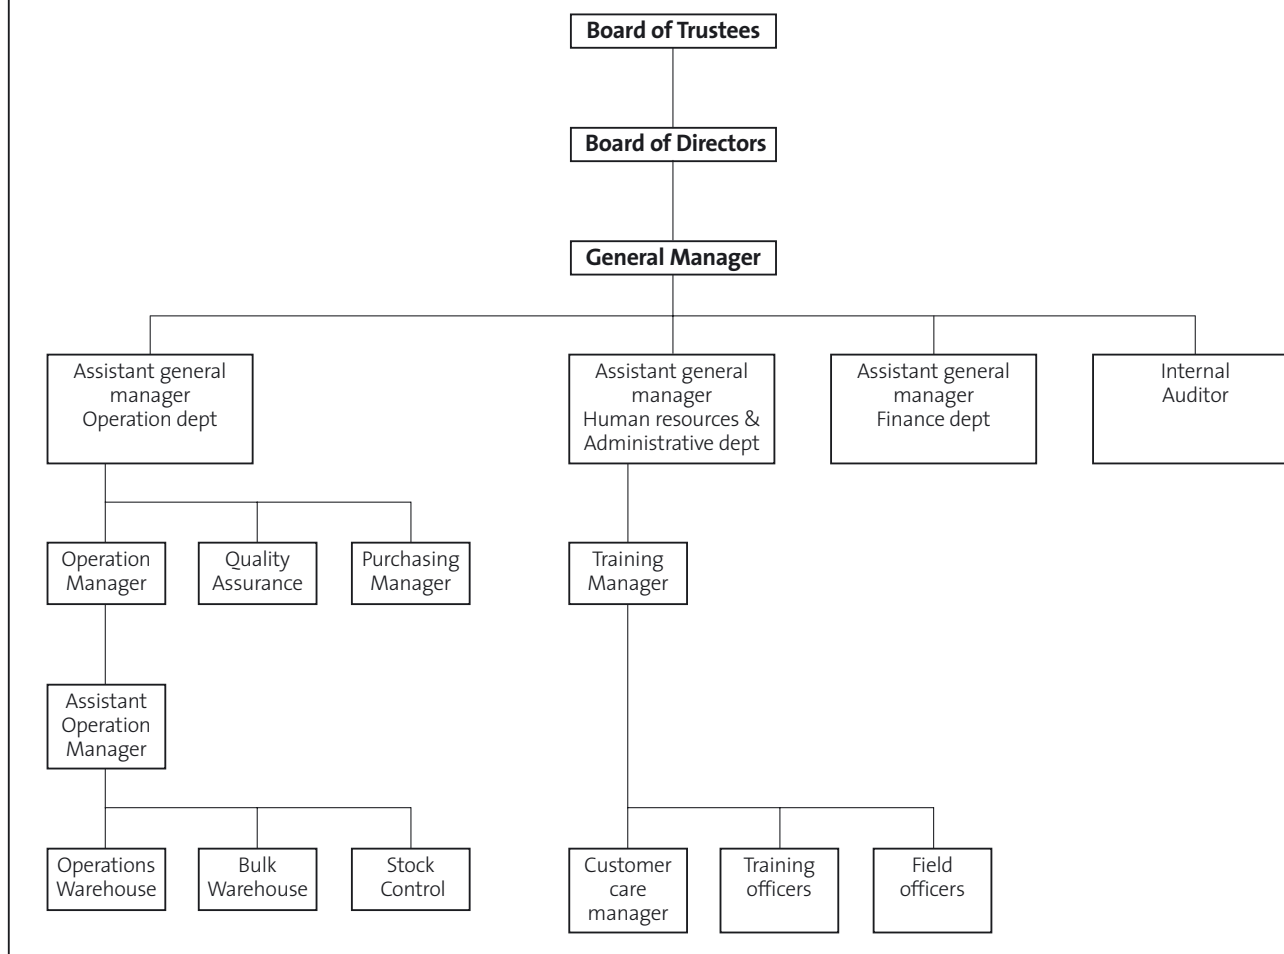 Board of Trustees
Board of Directors
General Manager
Assistant general
manager
Operation dept
Assistant general
manager
Human resources &
Administrative dept
Assistant general
manager
Finance dept
Internal
Auditor
Operation
Manager
Quality
Assurance
Purchasing
Manager
Training
Manager
Assistant
Operation
Manager
Operations
Warehouse
Bulk
Warehouse
Stock
Control
Customer
care
manager
Training
officers
Field
officers